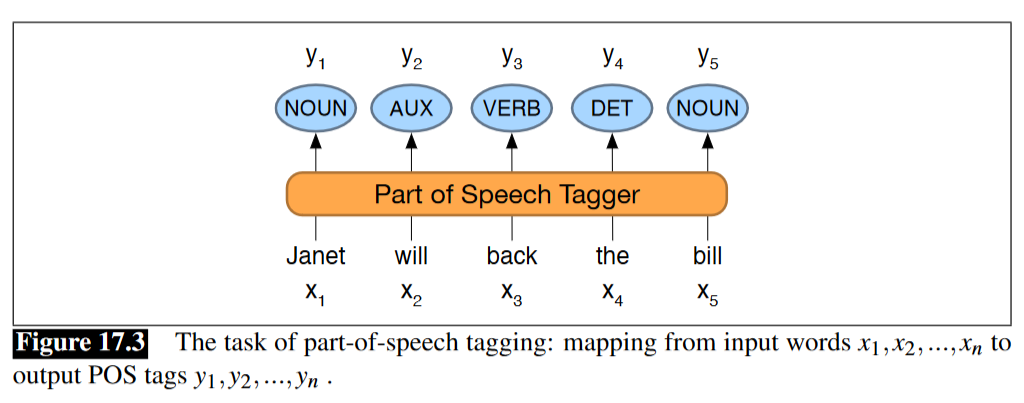 y1 y2 y3 y4 y5
NOUN AUX VERB DET NOUN
Part of Speech Tagger
Janet will back the bill
x1 x2 x3 x4 x5
Figure 17.3 The task of part-of-speech tagging: mapping from input words x1,x2,...,xn to
output POS tags y1,y2,...,yn .